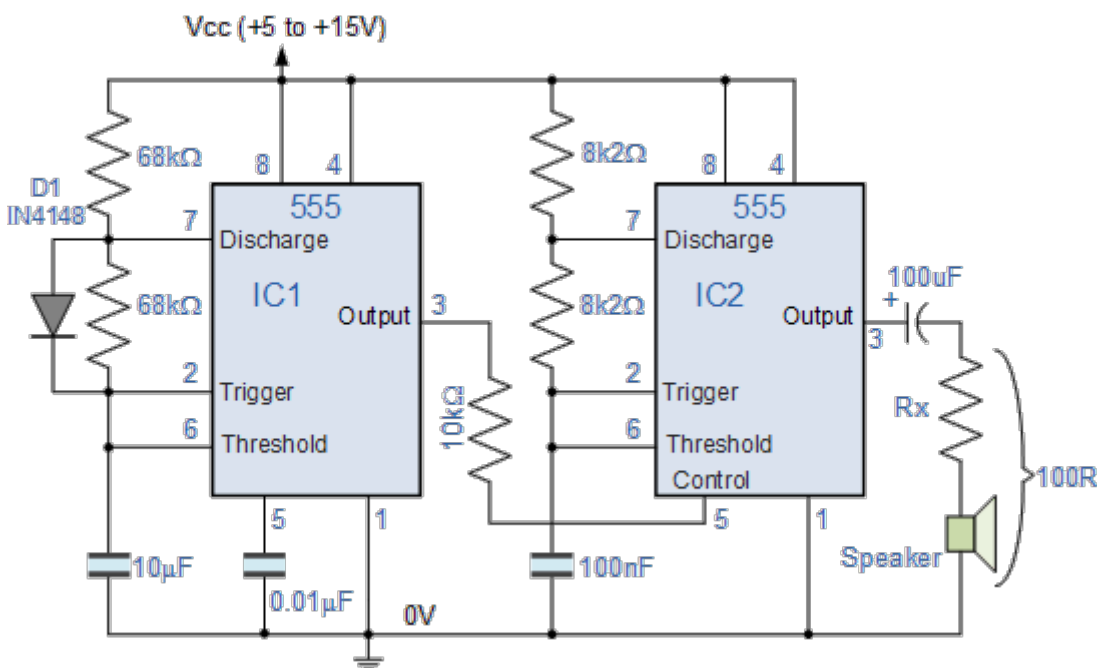 Vcc (+5 to +15V)
68kΩ
8
4
8k2Ω
8
4
D1
IN4148
555
555
7
Discharge
7
Discharge
68kΩ
IC1
8k2Ω
IC2
100uF
+
Output
3
Output
3
2
Trigger
2
Trigger
Rx
10kΩ
6
Threshold
6
Threshold
Control
100R
5
1
5
1
10µF
0.01µF
100nF
Speaker
0V